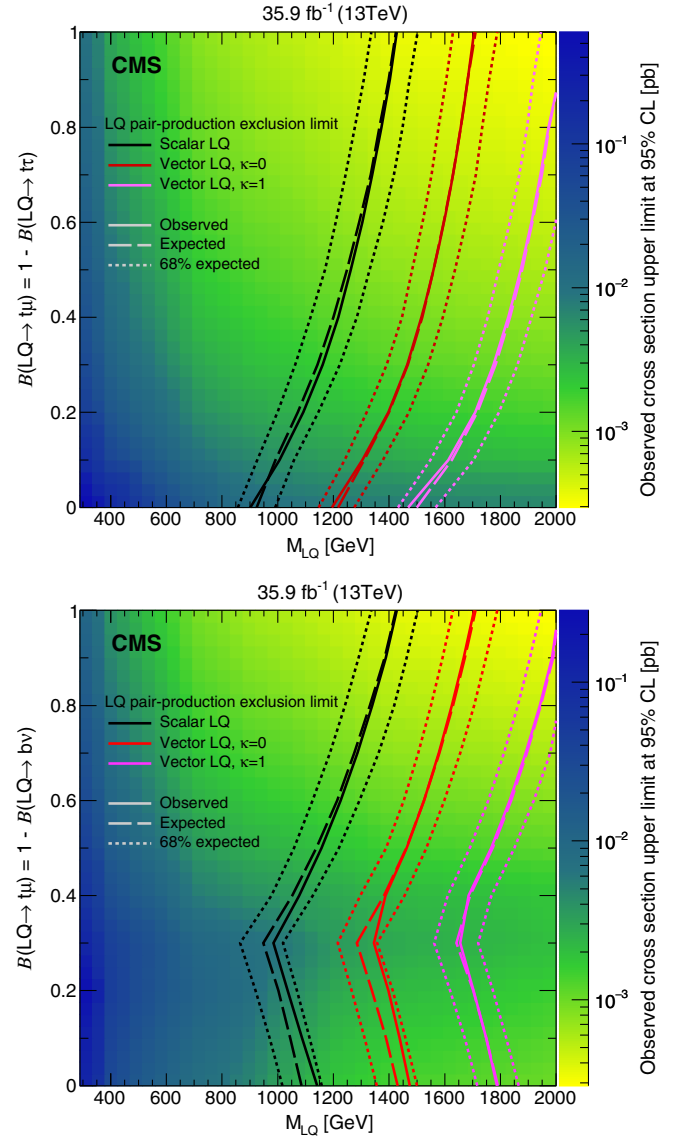 35.9 fb⁻¹ (13TeV)
CMS
LQ pair-production exclusion limit
Scalar LQ
Vector LQ, κ=0
Vector LQ, κ=1
Observed
Expected
68% expected
B(LQ→ tμ) = 1 - B(LQ→ tτ)
1
0.8
0.6
0.4
0.2
0
400 600 800 1000 1200 1400 1600 1800 2000
M_LQ [GeV]
10⁻¹
10⁻²
10⁻³
Observed cross section upper limit at 95% CL [pb]
35.9 fb⁻¹ (13TeV)
CMS
LQ pair-production exclusion limit
Scalar LQ
Vector LQ, κ=0
Vector LQ, κ=1
Observed
Expected
68% expected
B(LQ→ tμ) = 1 - B(LQ→ bν)
1
0.8
0.6
0.4
0.2
0
400 600 800 1000 1200 1400 1600 1800 2000
M_LQ [GeV]
10⁻¹
10⁻²
10⁻³
Observed cross section upper limit at 95% CL [pb]